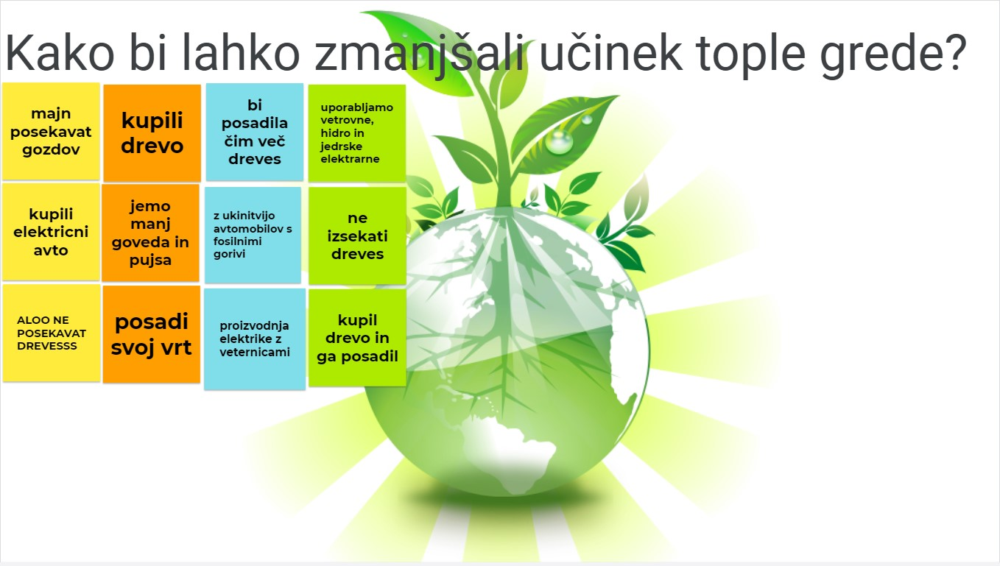 Kako bi lahko zmanjšali učinek tople grede?
majn
posekavat
gozdov
kupili
drevo
bi
posadila
čim več
dreves
uporabljamo
vetrovne,
hidro in
jedrske
elektrarne
kupili
elektricni
avto
jemo
manj
goveda in
pujsa
z ukinitvijo
avtomobilov s
fosilnimi
gorivi
ne
izsekati
dreves
ALOO NE
POSEKAVAT
DREVESSS
posadi
svoj vrt
proizvodnja
elektrike z
veternicami
kupil
drevo in
ga posadil